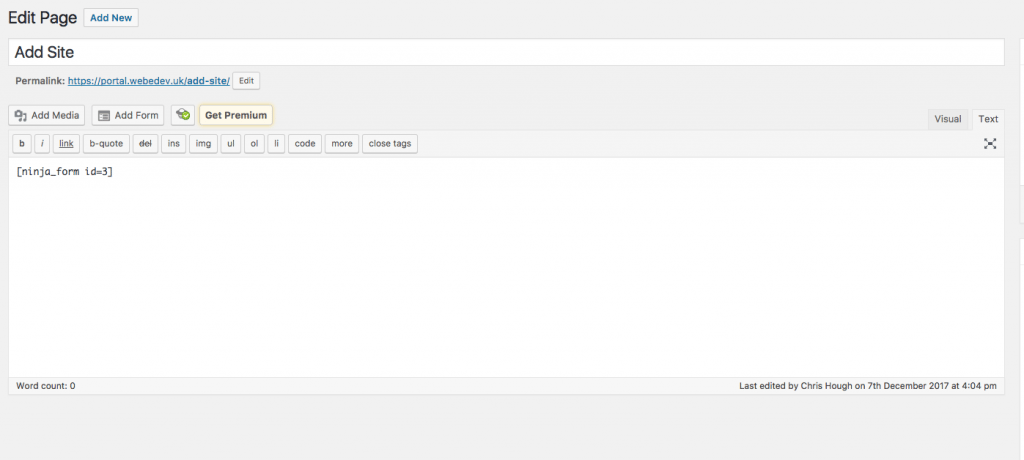 Edit Page Add New
Add Site
Permalink: https://portal.webedev.uk/add-site/ Edit
Add Media Add Form Get Premium Visual Text
b i link b-quote del ins img ul ol li code more close tags
[ninja_form id=3]
Word count: 0 Last edited by Chris Hough on 7th December 2017 at 4:04 pm